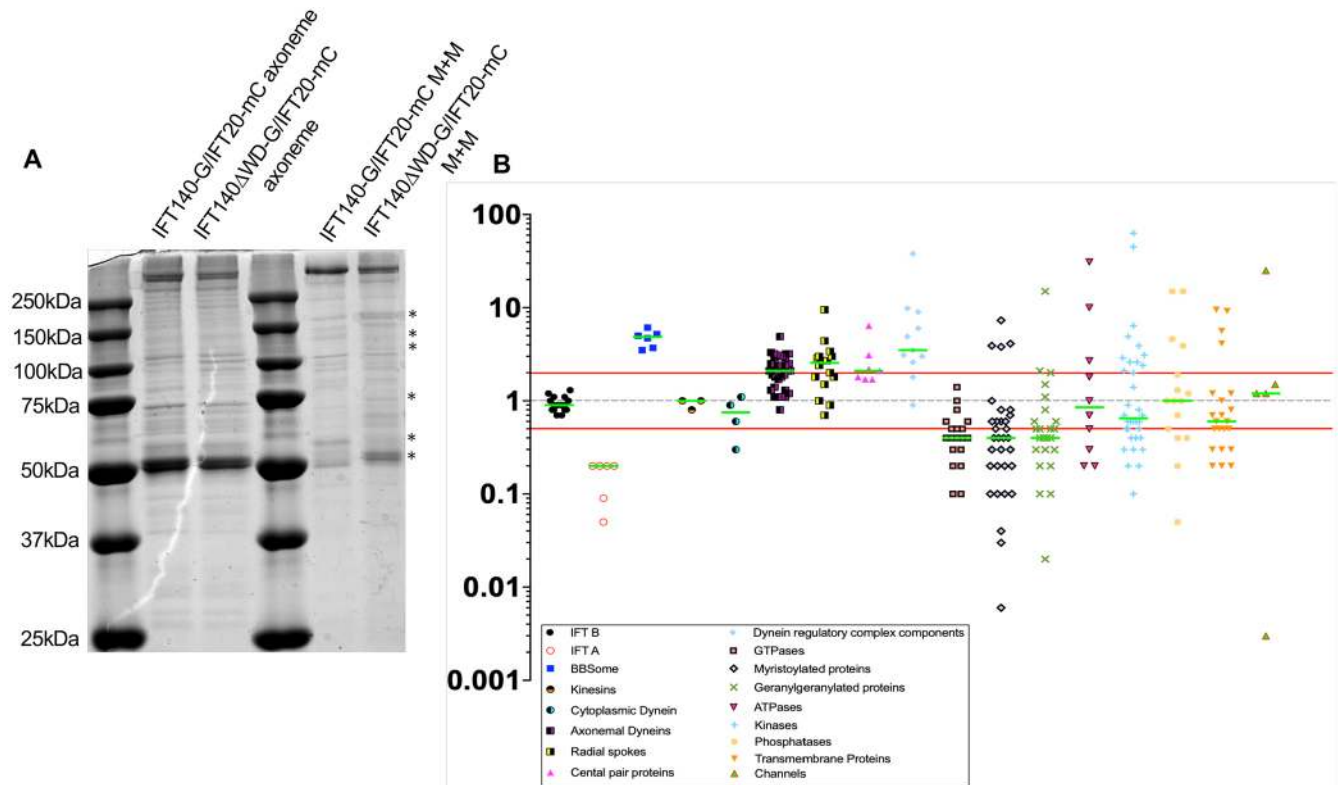 IFT140-G/IFT20-mC axoneme
IFT140ΔWD-G/IFT20-mC
axoneme
IFT140-G/IFT20-mC M+M
IFT140ΔWD-G/IFT20-mC
M+M
A
250kDa
150kDa
100kDa
75kDa
50kDa
37kDa
25kDa
*
*
*
*
*
*
B
100
10
1
0.1
0.01
0.001
IFT B
IFT A
BBSome
Kinesins
Cytoplasmic Dynein
Axonemal Dyneins
Radial spokes
Cental pair proteins
Dynein regulatory complex components
GTPases
Myristoylated proteins
Geranylgeranylated proteins
ATPases
Kinases
Phosphatases
Transmembrane Proteins
Channels